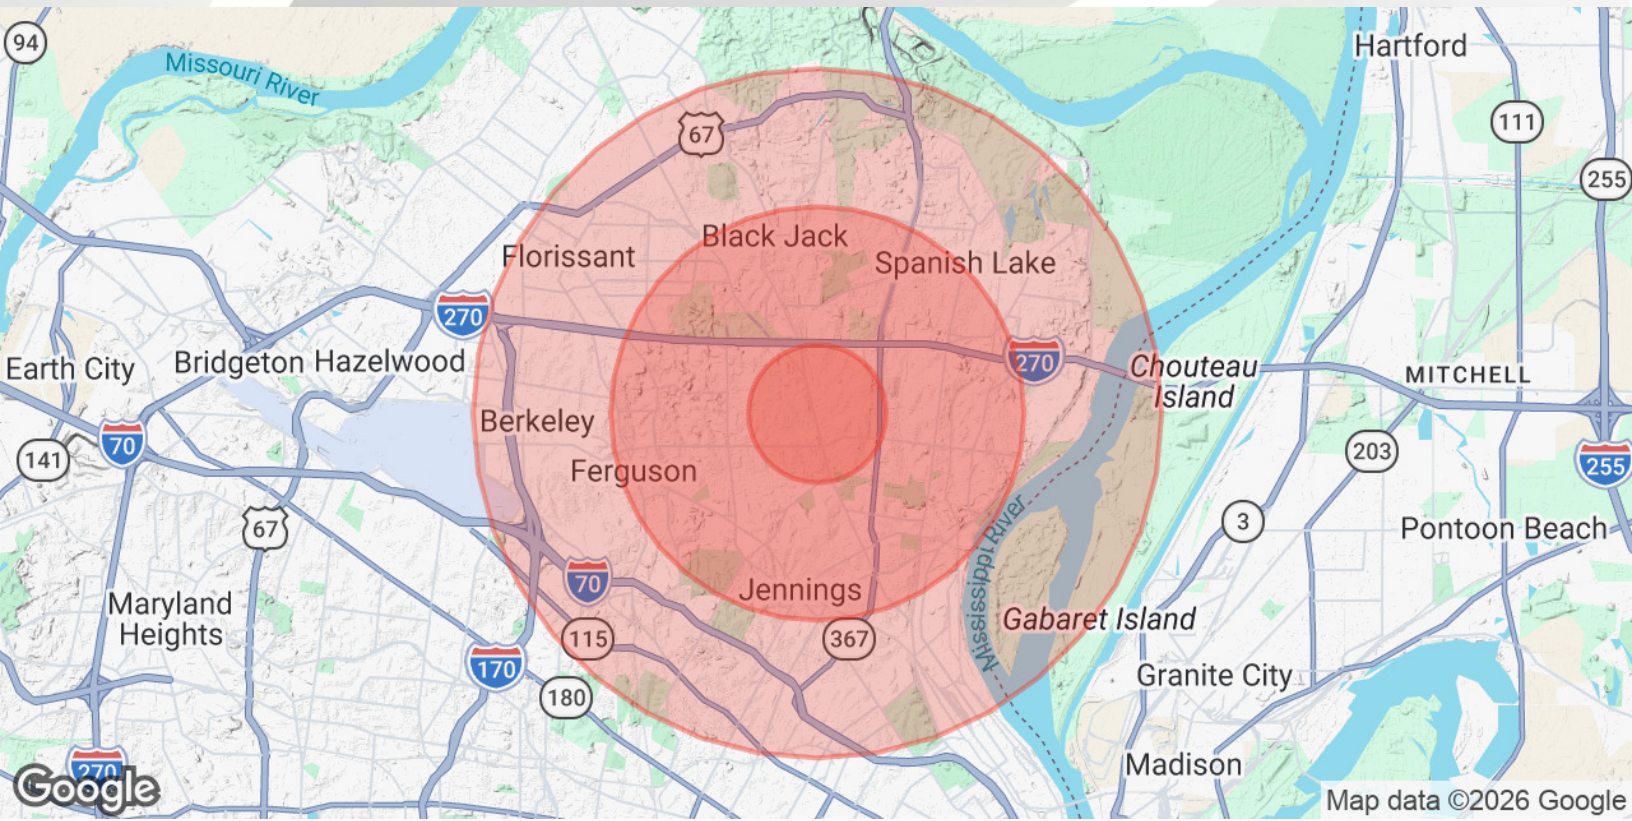 94
Missouri River
Hartford
67
111
255
Black Jack
Florissant
Spanish Lake
270
Earth City
Bridgeton
Hazelwood
270
Chouteau
Island
MITCHELL
Berkeley
70
141
Ferguson
203
255
67
3
Pontoon Beach
Mississippi River
70
Jennings
Maryland
Heights
Gabaret Island
115
367
170
180
Granite City
270
Madison
Google
Map data ©2026 Google